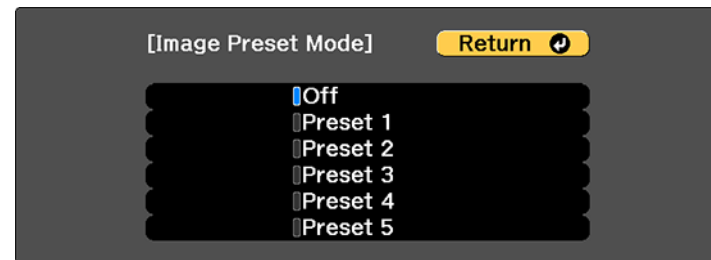 [Image Preset Mode] Return
Off
Preset 1
Preset 2
Preset 3
Preset 4
Preset 5